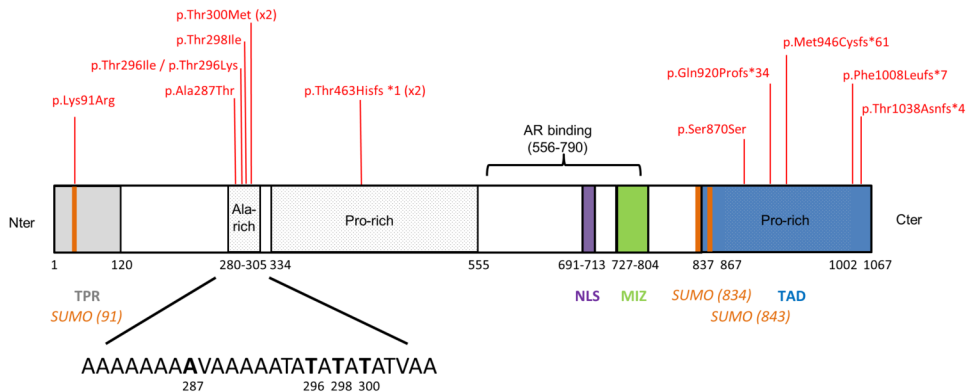 p.Thr300Met (x2)
p.Thr298Ile
p.Thr296Ile / p.Thr296Lys
p.Ala287Thr
p.Lys91Arg
p.Thr463Hisfs *1 (x2)
p.Met946Cysfs*61
p.Gln920Profs*34
p.Phe1008Leufs*7
p.Thr1038Asnfs*4
p.Ser870Ser
AR binding
(556-790)
Nter
Ala-
rich
Pro-rich
Pro-rich
Cter
1 120 280-305 334 555 691-713 727-804 837 867 1002 1067
TPR NLS MIZ SUMO (834) TAD
SUMO (91) SUMO (843)
AAAAAAAAVAAAAATATATATATVAA
287 296 298 300